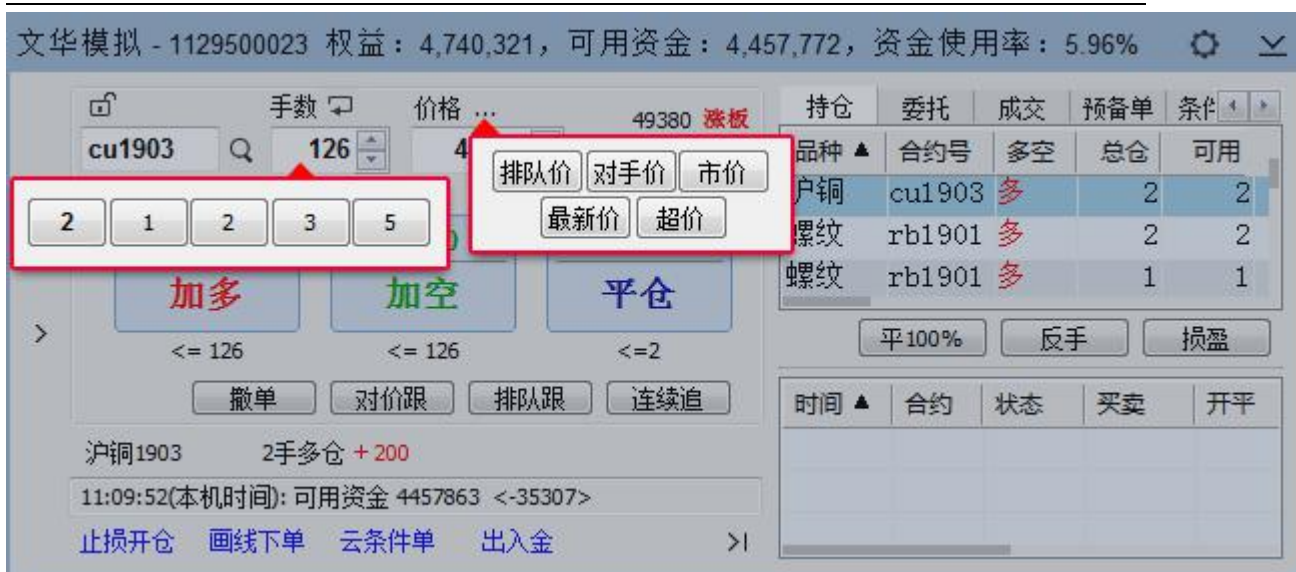 文华模拟 - 1129500023 权益：4,740,321，可用资金：4,457,772，资金使用率：5.96%
手数 价格 ...
49380 涨板
cu1903 126 4
2 1 2 3 5
排队价 对手价 市价
最新价 超价
加多 加空 平仓
<= 126 <= 126 <=2
撤单 对价跟 排队跟 连续追
沪铜1903 2手多仓 + 200
11:09:52(本机时间): 可用资金 4457863 <-35307>
止损开仓 画线下单 云条件单 出入金
持仓 委托 成交 预备单
品种 ▲ 合约号 多空 总仓 可用
沪铜 cu1903 多 2 2
螺纹 rb1901 多 2 2
螺纹 rb1901 多 1 1
平100% 反手 损盈
时间 ▲ 合约 状态 买卖 开平